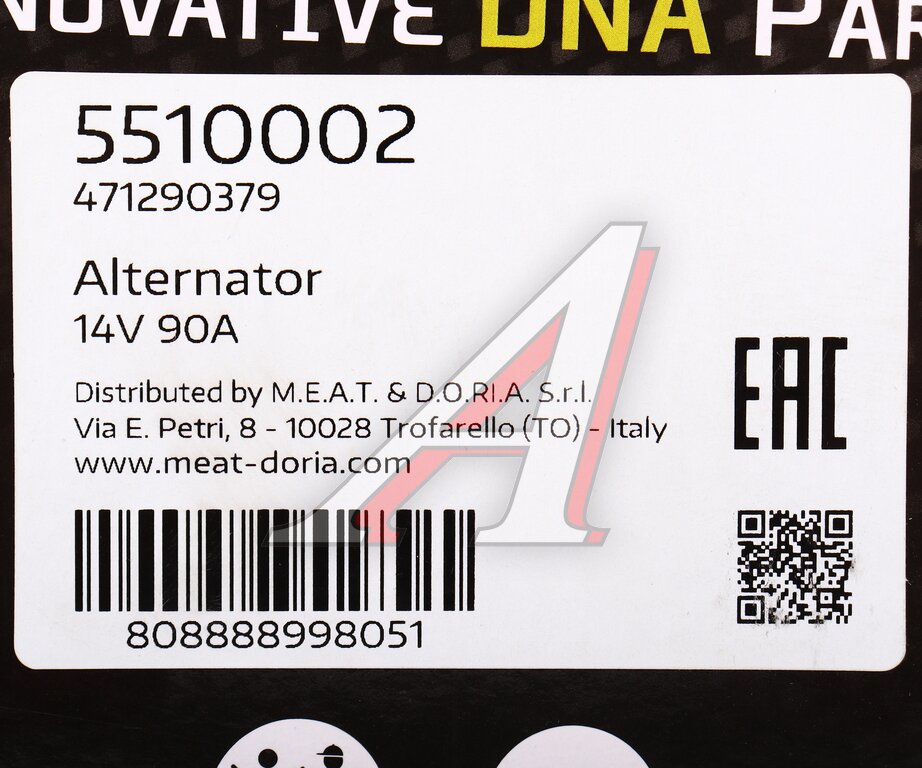 NOVATIVE DNA PAR
5510002
471290379
Alternator
14V 90A
Distributed by M.E.A.T. & D.O.RI.A. S.r.l.
Via E. Petri, 8 - 10028 Trofarello (TO) - Italy
www.meat-doria.com
EAC
808888998051
A